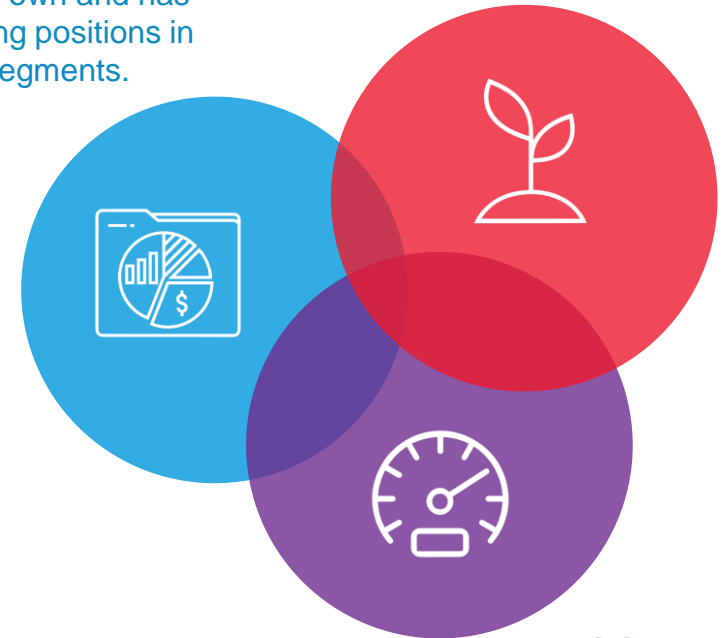 own and has
ng positions in
egments.
$